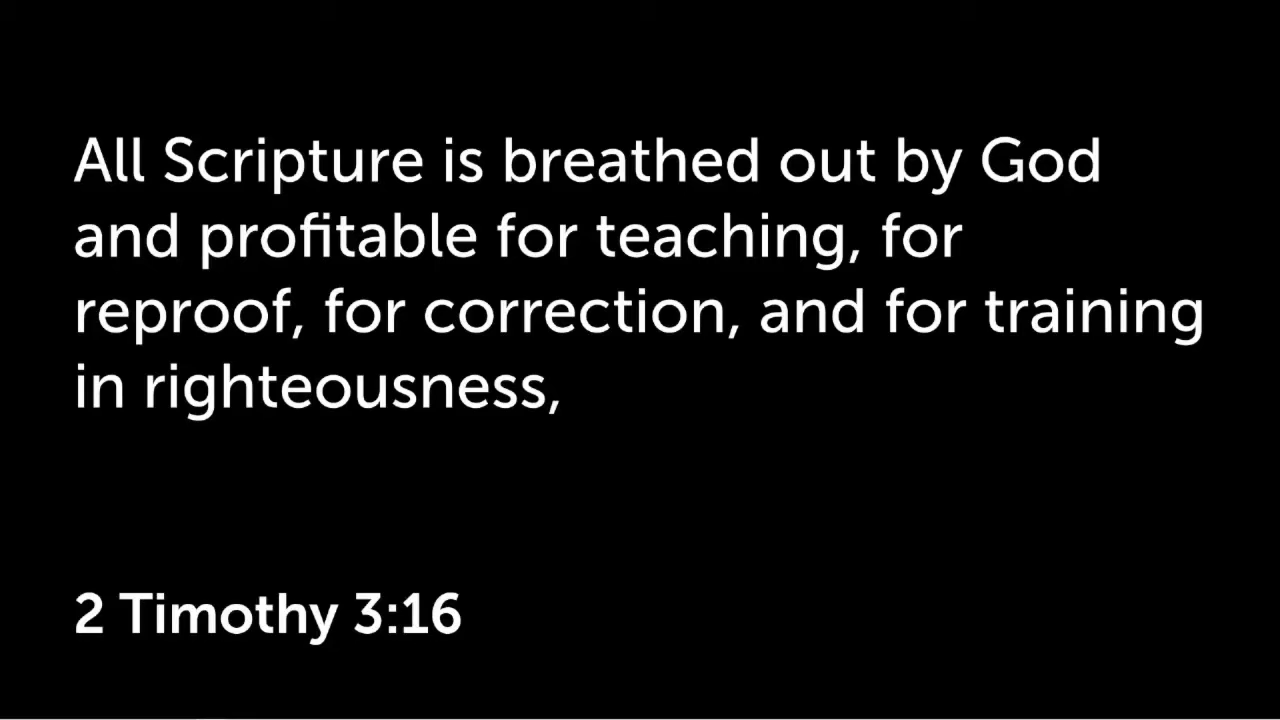 All Scripture is breathed out by God
and profitable for teaching, for
reproof, for correction, and for training
in righteousness,
2 Timothy 3:16